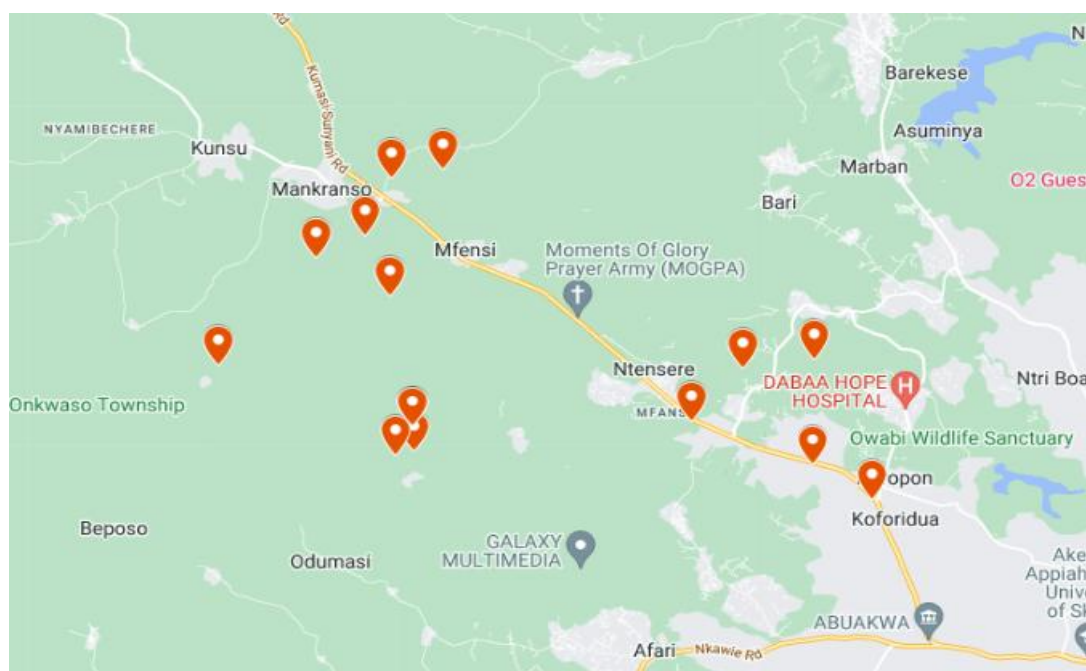 Kumasi-Sunyani Rd
Barekese
NYAMIBECHERE
Kunsu
Asuminya
Marban
O2 Gues
Mankranso
Bari
Mfensi
Moments Of Glory
Prayer Army (MOGPA)
Ntensere
DABAA HOPE
HOSPITAL
H
Ntri Boa
Onkwaso Township
MFANS
Owabi Wildlife Sanctuary
opon
Koforidua
Beposo
GALAXY
MULTIMEDIA
Odumasi
Ake
Appiah
Unive
of Sk
ABUAKWA
Afari
Nkawie Rd